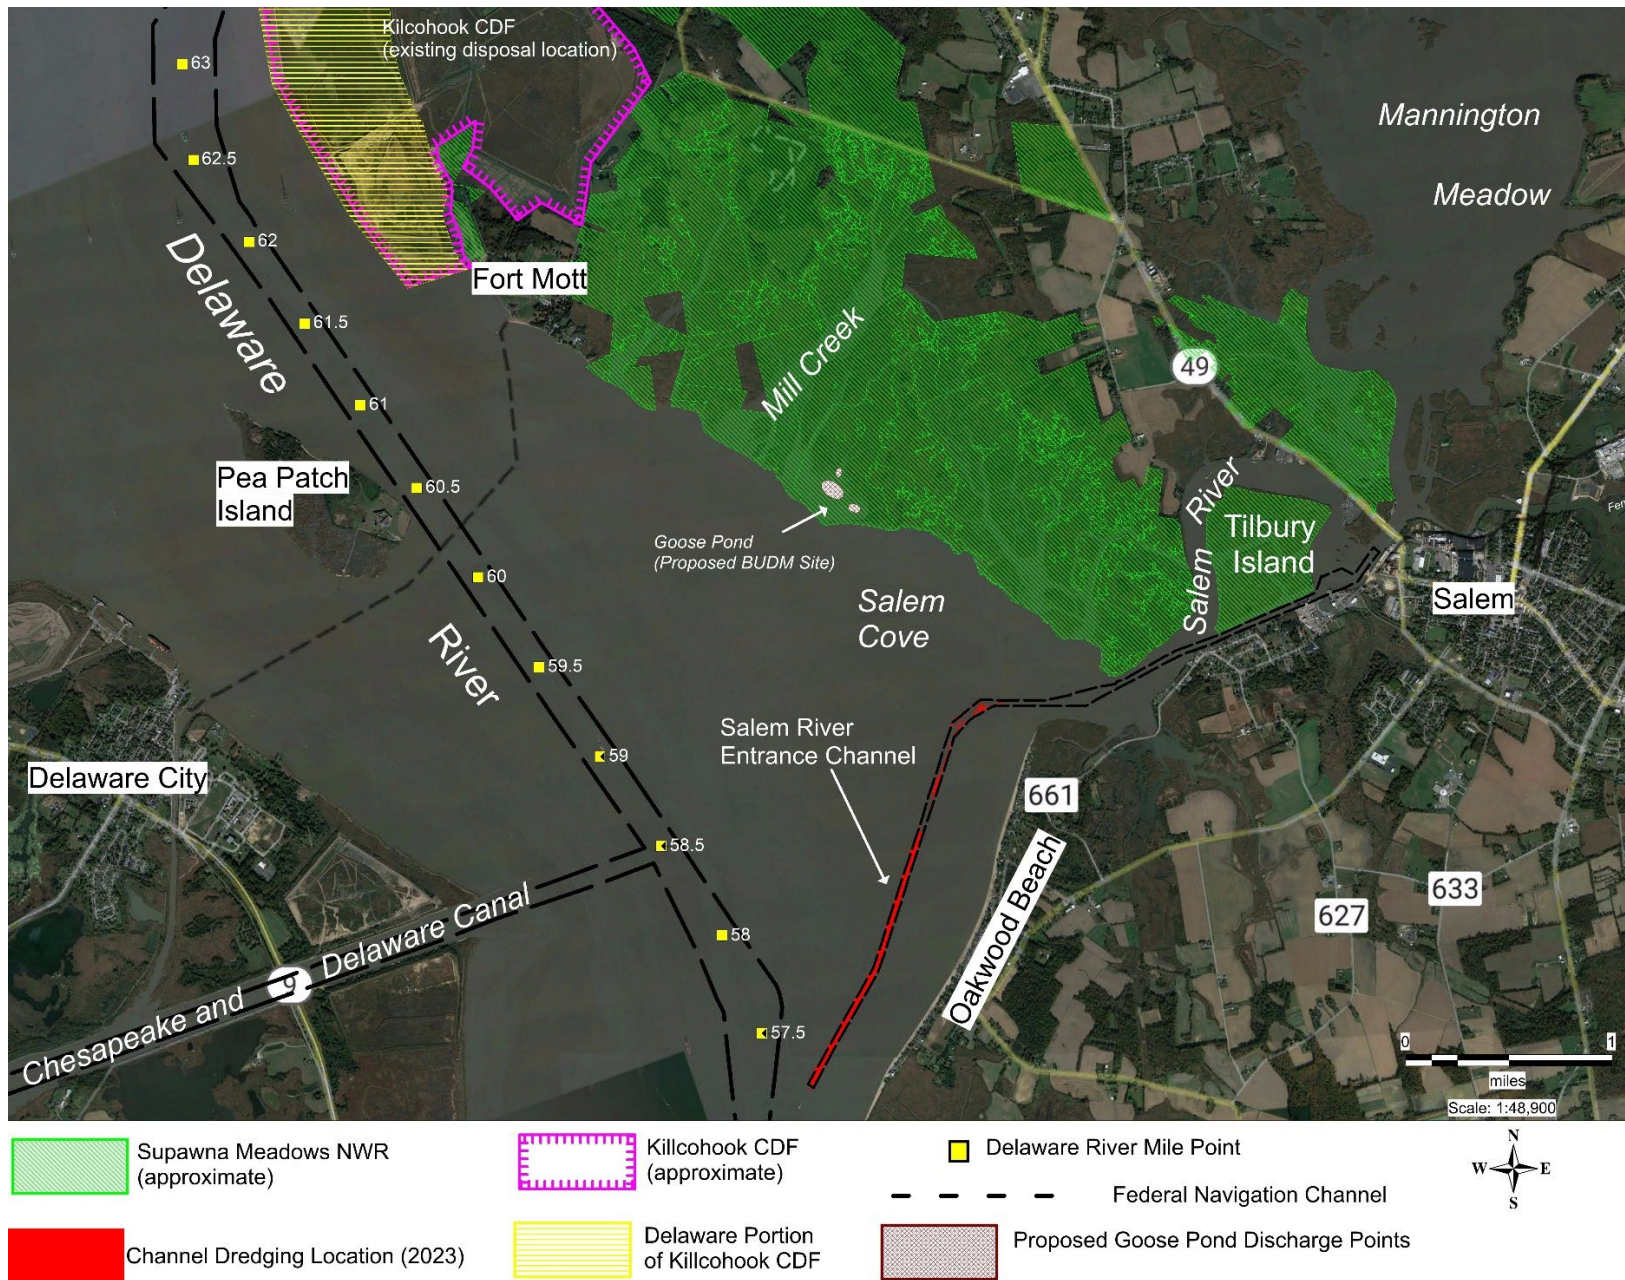 Kilcohook CDF
(existing disposal location)
63
Mannington
Meadow
62.5
62
Delaware
River
Fort Mott
61.5
61
Mill Creek
49
Pea Patch
Island
60.5
60
Goose Pond
(Proposed BUDM Site)
Salem
Cove
Salem
River
Tilbury
Island
Salem
59.5
59
Salem River
Entrance Channel
Delaware City
661
58.5
58
57.5
Oakwood Beach
633
627
Chesapeake and
9
Delaware Canal
0
1
miles
Scale: 1:48,900
Supawna Meadows NWR
(approximate)
Killcohook CDF
(approximate)
Delaware River Mile Point
Federal Navigation Channel
N
W
E
S
Channel Dredging Location (2023)
Delaware Portion
of Killcohook CDF
Proposed Goose Pond Discharge Points